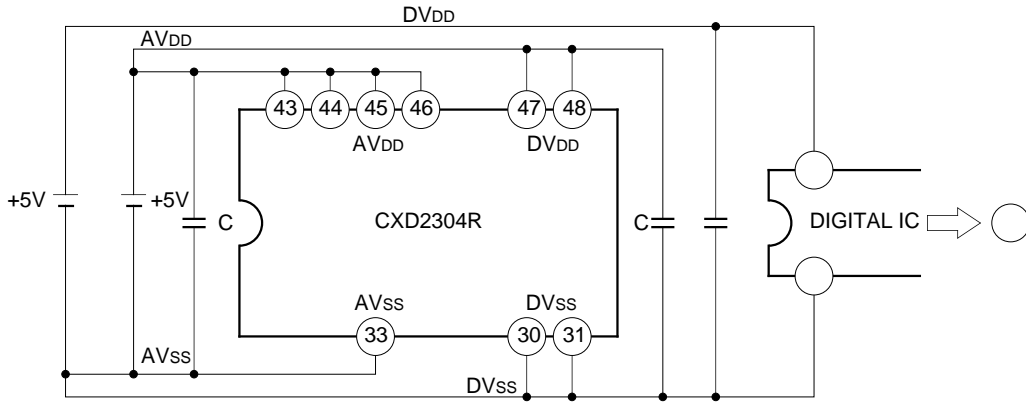 DVDD
AVDD
43 44 45 46 47 48
AVDD DVDD
+5V +5V C CXD2304R C DIGITAL IC
AVSS DVSS
33 30 31
AVSS
DVSS